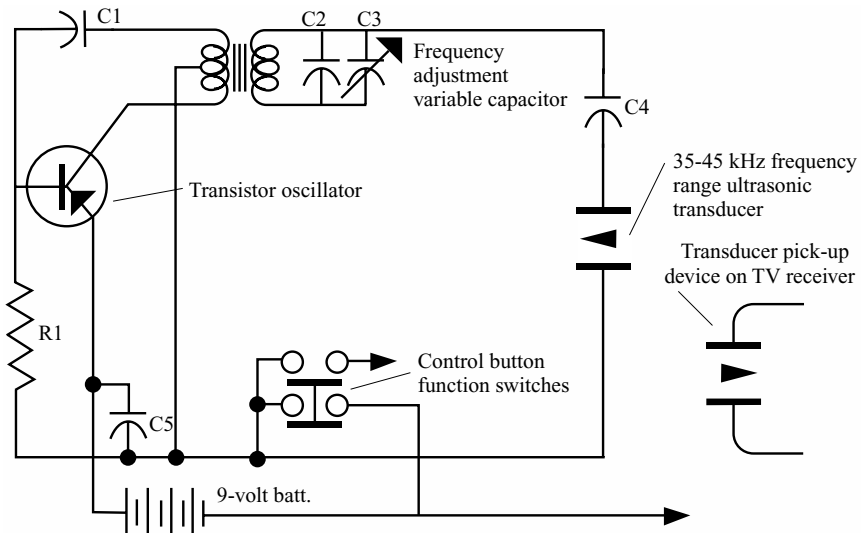 C1
C2
C3
Frequency
adjustment
variable capacitor
C4
35-45 kHz frequency
range ultrasonic
transducer
Transistor oscillator
Transducer pick-up
device on TV receiver
R1
Control button
function switches
C5
9-volt batt.